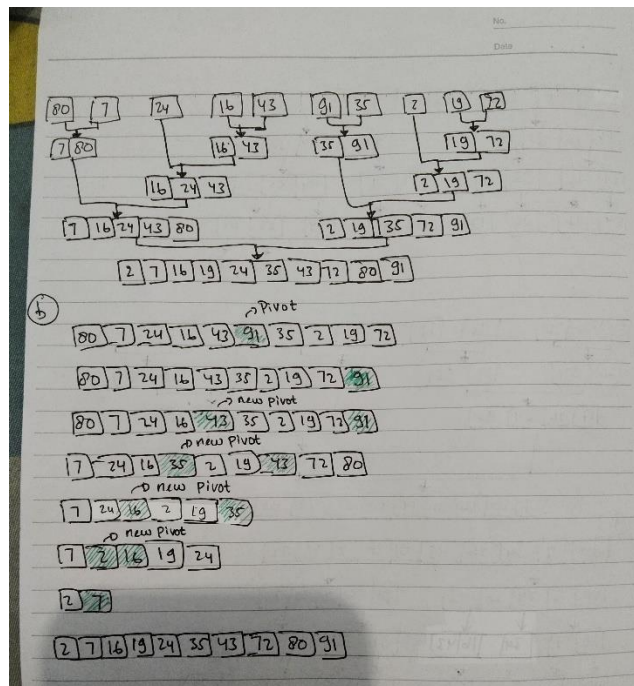 No.
Date
80 7 24 16 43 91 35 2 19 72
7 80 16 43 35 91 19 72
16 24 43 2 19 72
7 16 24 43 80 2 19 35 72 91
2 7 16 19 24 35 43 72 80 91
b
Pivot
80 7 24 16 43 91 35 2 19 72
80 7 24 16 43 35 2 19 72 91
new pivot
80 7 24 16 43 35 2 19 72 91
new Pivot
7 24 16 35 2 19 43 72 80
new Pivot
7 24 16 2 19 35
new Pivot
7 2 16 19 24
2 7
2 7 16 19 24 35 43 72 80 91